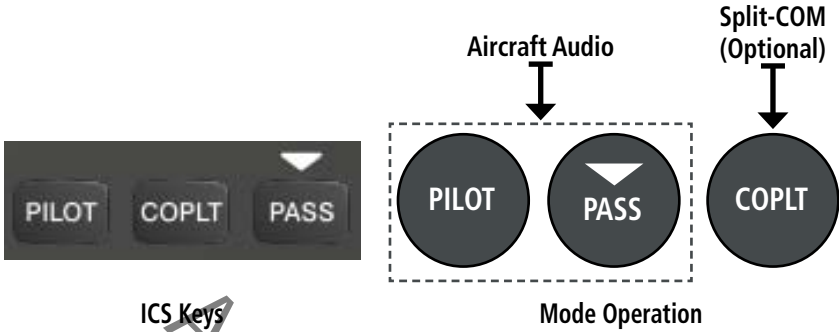 Split-COM
(Optional)
Aircraft Audio
PILOT COPLT PASS
PILOT PASS COPLT
ICS Keys
Mode Operation